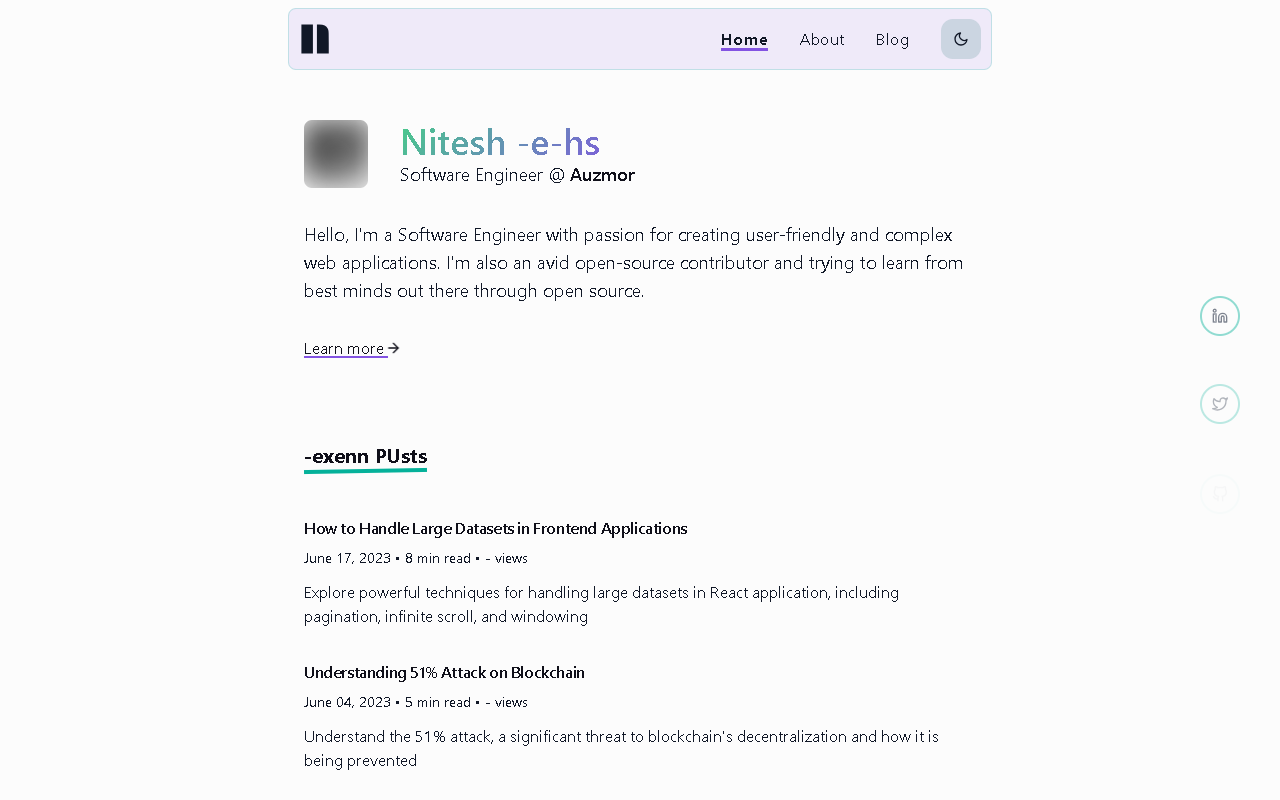 Home About Blog
Nitesh -e-hs
Software Engineer @ Auzmor
Hello, I'm a Software Engineer with passion for creating user-friendly and complex
web applications. I'm also an avid open-source contributor and trying to learn from
best minds out there through open source.
Learn more
-exenn PUsts
How to Handle Large Datasets in Frontend Applications
June 17, 2023 • 8 min read • - views
Explore powerful techniques for handling large datasets in React application, including
pagination, infinite scroll, and windowing
Understanding 51% Attack on Blockchain
June 04, 2023 • 5 min read • - views
Understand the 51% attack, a significant threat to blockchain's decentralization and how it is
being prevented